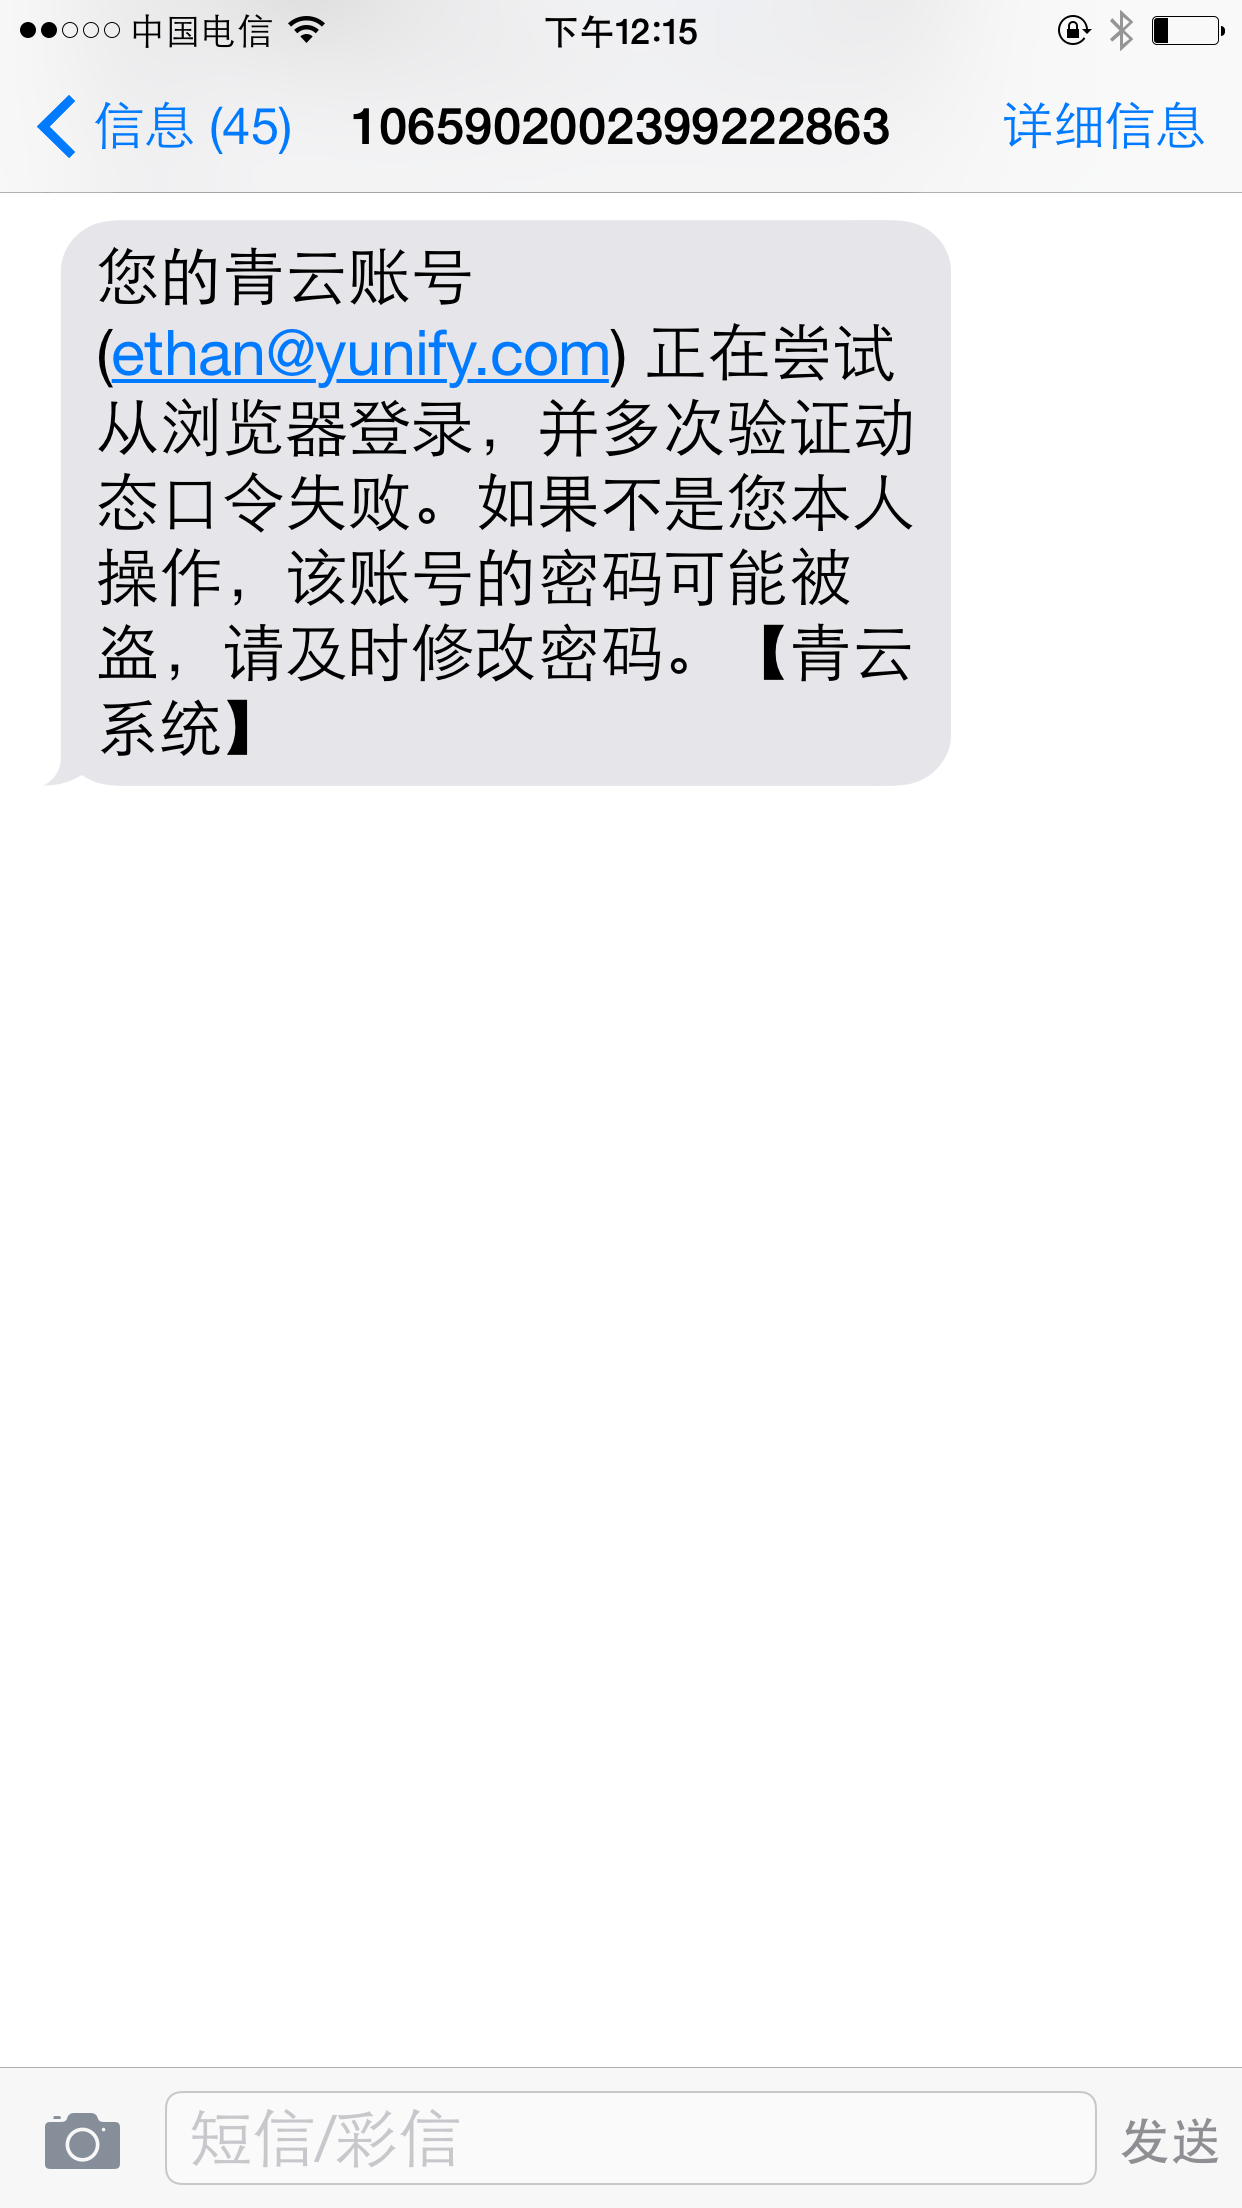 中国电信
下午12:15
信息 (45)
1065902002399222863
详细信息
您的青云账号
(ethan@yunify.com) 正在尝试
从浏览器登录，并多次验证动
态口令失败。如果不是您本人
操作，该账号的密码可能被
盗，请及时修改密码。【青云
系统】
短信/彩信
发送